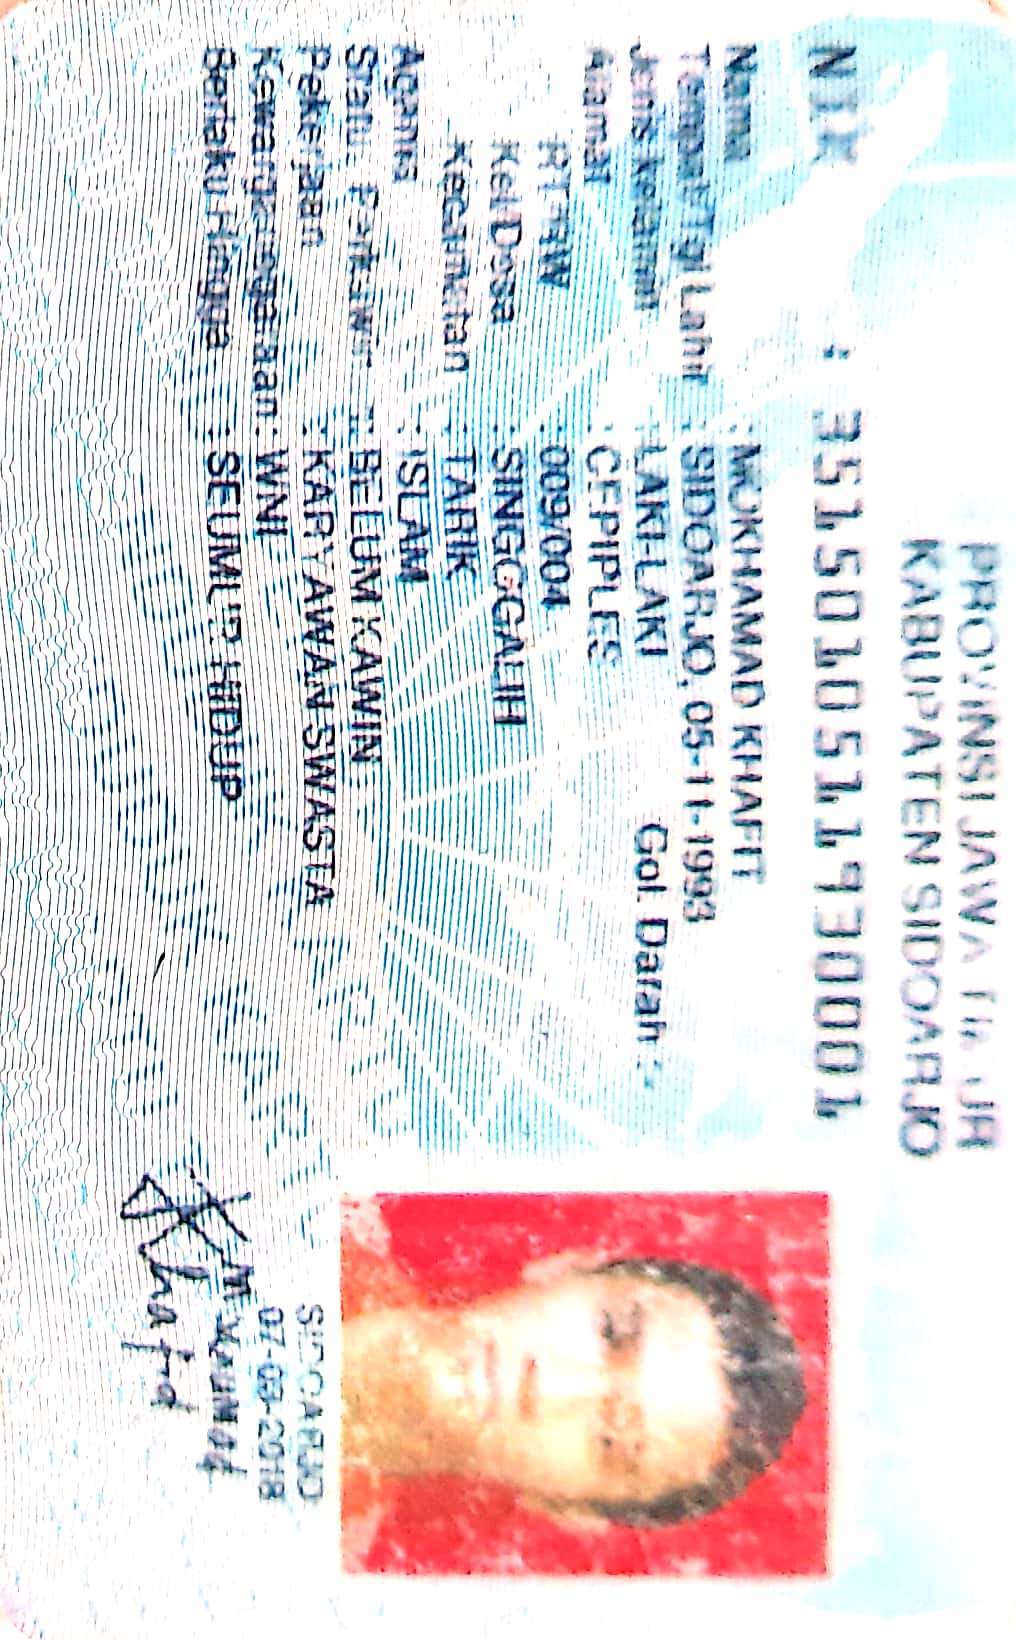 PROVINSI JAWA TIMUR
KABUPATEN SIDOARJO
NIK : 3515010511930001
Nama : MOKHAMAD KHAFIT
Tempat/Tgl Lahir : SIDOARJO, 05-11-1993
Jenis kelamin : LAKI-LAKI Gol. Darah : -
Alamat : CEPIPLES
RT/RW : 009/004
Kel/Desa : SINGGGALIH
Kecamatan : TARIK
Agama : ISLAM
Status Perkawinan : BELUM KAWIN
Pekerjaan : KARYAWAN SWASTA
Kewarganegaraan: WNI
Berlaku Hingga : SEUMUR HIDUP
SIDOARJO
07-03-2018
Khafid